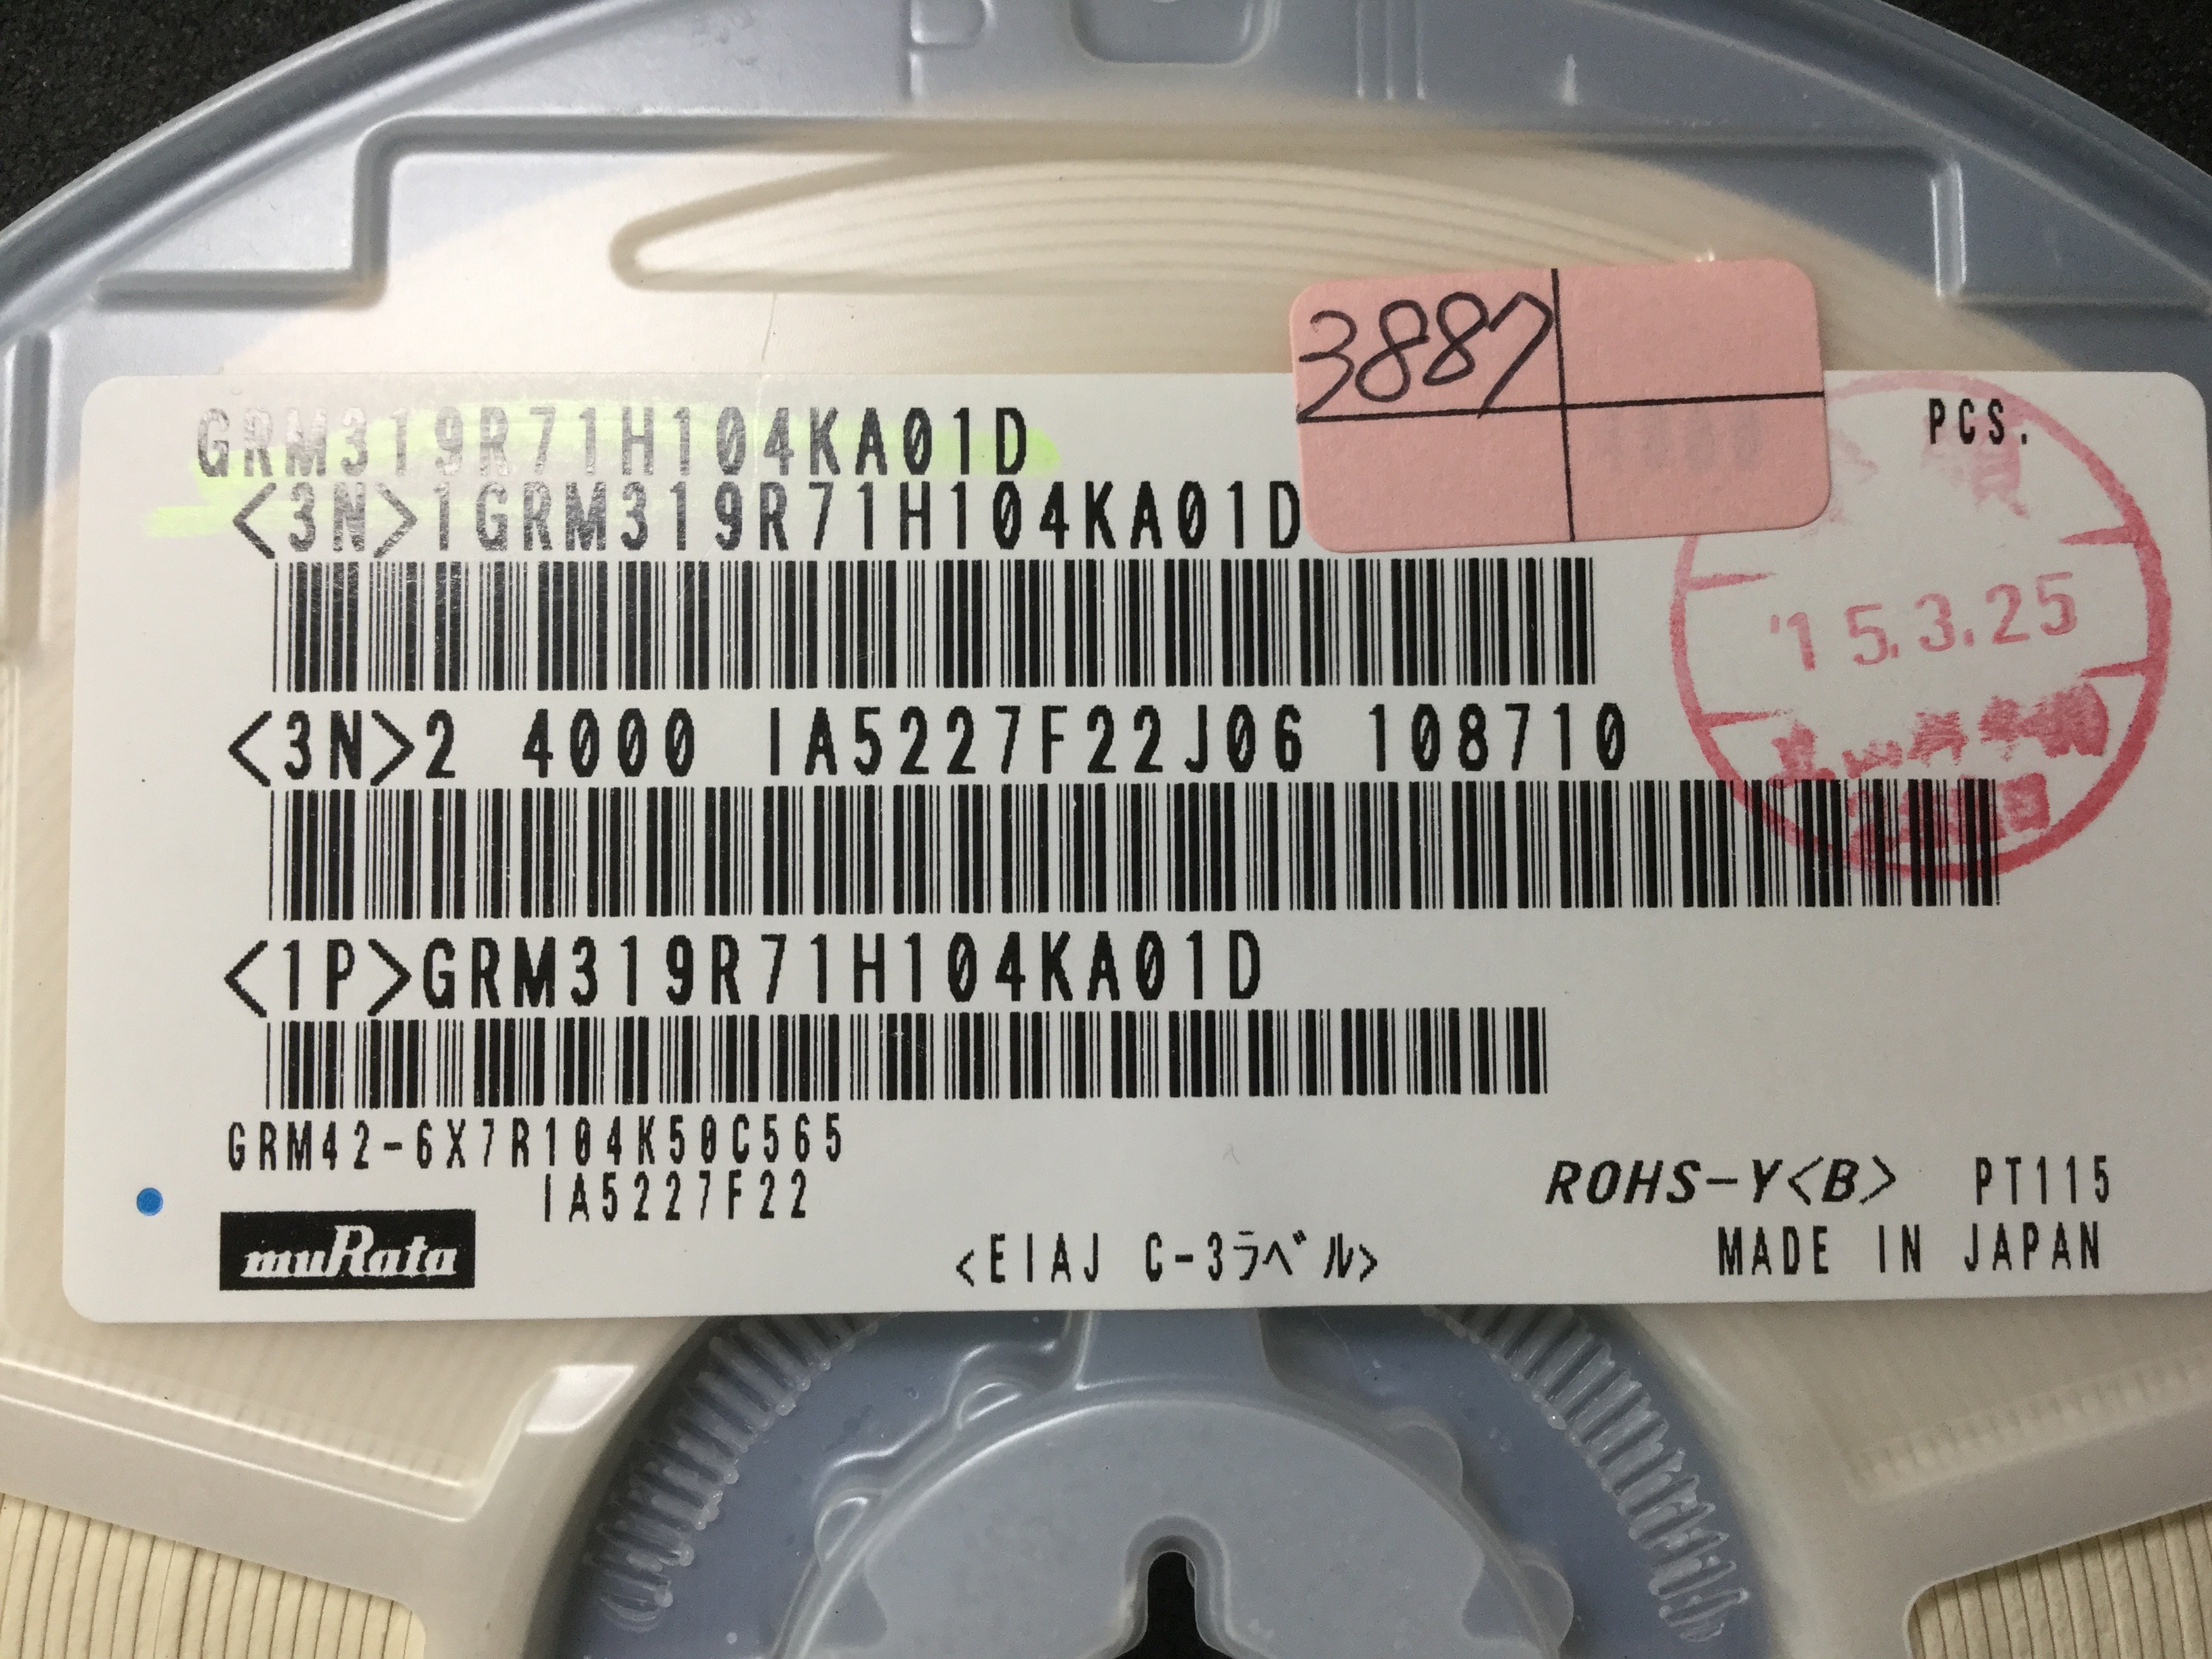 3887
GRM319R71H104KA01D
PCS.
<3N>1GRM319R71H104KA01D
'15.3.25
<3N>2 4000 IA5227F22J06 108710
<1P>GRM319R71H104KA01D
GRM42-6X7R104K50C565
IA5227F22
ROHS-Y<B> PT115
muRata
<EIAJ C-3ラベル>
MADE IN JAPAN